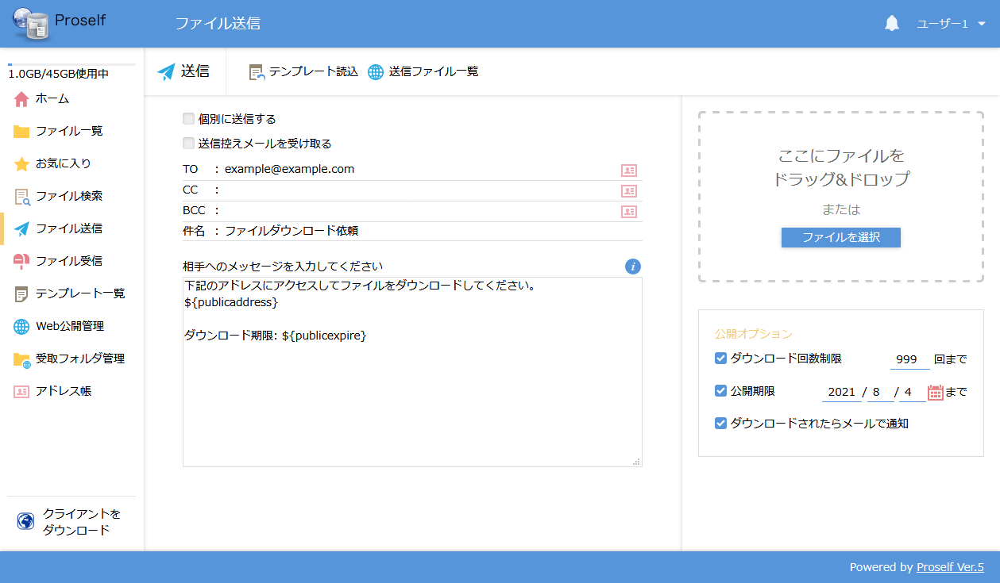 Proself
ファイル送信
ユーザー1
1.0GB/45GB使用中
ホーム
ファイル一覧
お気に入り
ファイル検索
ファイル送信
ファイル受信
テンプレート一覧
Web公開管理
受取フォルダ管理
アドレス帳
クライアントを
ダウンロード
送信
テンプレート読込
送信ファイル一覧
個別に送信する
送信控えメールを受け取る
TO : example@example.com
CC :
BCC :
件名 : ファイルダウンロード依頼
相手へのメッセージを入力してください
下記のアドレスにアクセスしてファイルをダウンロードしてください。
${publicaddress}
ダウンロード期限: ${publicexpire}
ここにファイルを
ドラッグ&ドロップ
または
ファイルを選択
公開オプション
ダウンロード回数制限 999 回まで
公開期限 2021 / 8 / 4 まで
ダウンロードされたらメールで通知
Powered by Proself Ver.5